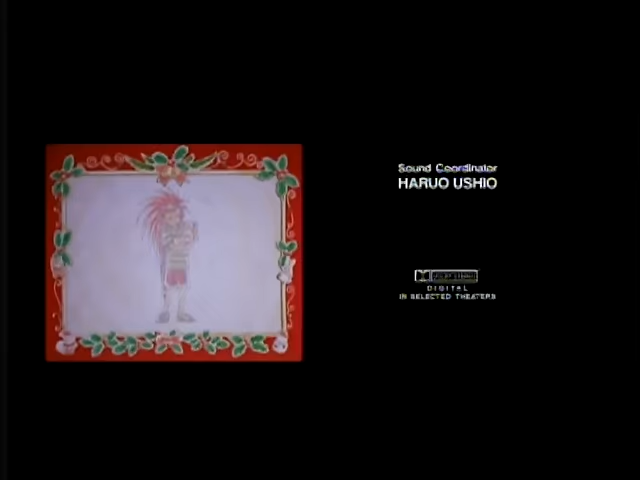 Sound Coordinator
HARUO USHIO
DIGITAL
IN SELECTED THEATERS